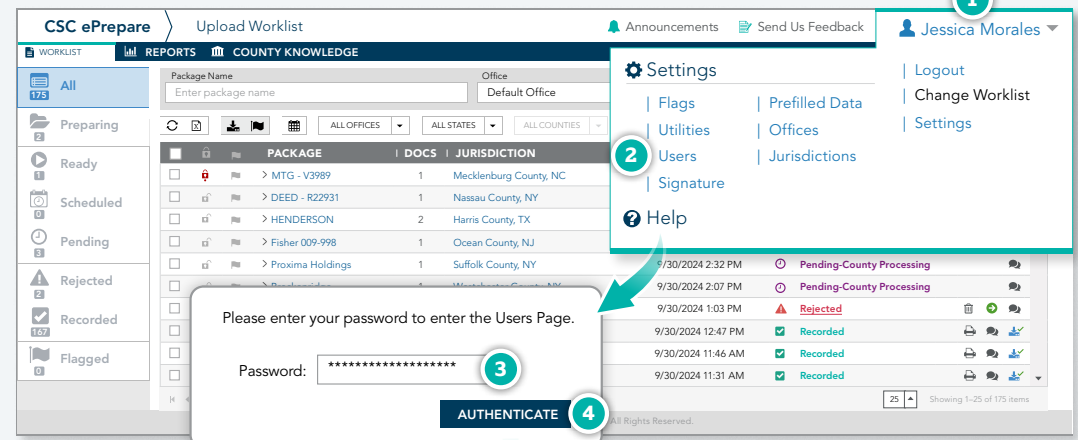 1
CSC ePrepare
Upload Worklist
Announcements
Send Us Feedback
Jessica Morales
WORKLIST
REPORTS
COUNTY KNOWLEDGE
Settings
Flags
Prefilled Data
Utilities
Offices
2
Users
Jurisdictions
Signature
Help
Logout
Change Worklist
Settings
175
All
2
Preparing
1
Ready
0
Scheduled
3
Pending
2
Rejected
167
Recorded
0
Flagged
Package Name
Enter package name
Office
Default Office
ALL OFFICES
ALL STATES
ALL COUNTIES
PACKAGE | DOCS | JURISDICTION
> MTG - V3989 1 Mecklenburg County, NC
> DEED - R22931 1 Nassau County, NY
> HENDERSON 2 Harris County, TX
> Fisher 009-998 1 Ocean County, NJ
> Proxima Holdings 1 Suffolk County, NY 9/30/2024 2:32 PM Pending-County Processing
9/30/2024 2:07 PM Pending-County Processing
9/30/2024 1:03 PM Rejected
9/30/2024 12:47 PM Recorded
9/30/2024 11:46 AM Recorded
9/30/2024 11:31 AM Recorded
25
Showing 1–25 of 175 items
Please enter your password to enter the Users Page.
Password: *******************
3
AUTHENTICATE
4
All Rights Reserved.